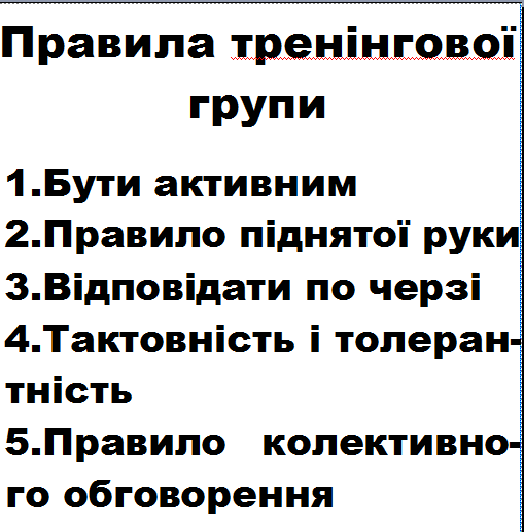 Правила тренінгової
групи
1.Бути активним
2.Правило піднятої руки
3.Відповідати по черзі
4.Тактовність і толеран-
тність
5.Правило колективно-
го обговорення